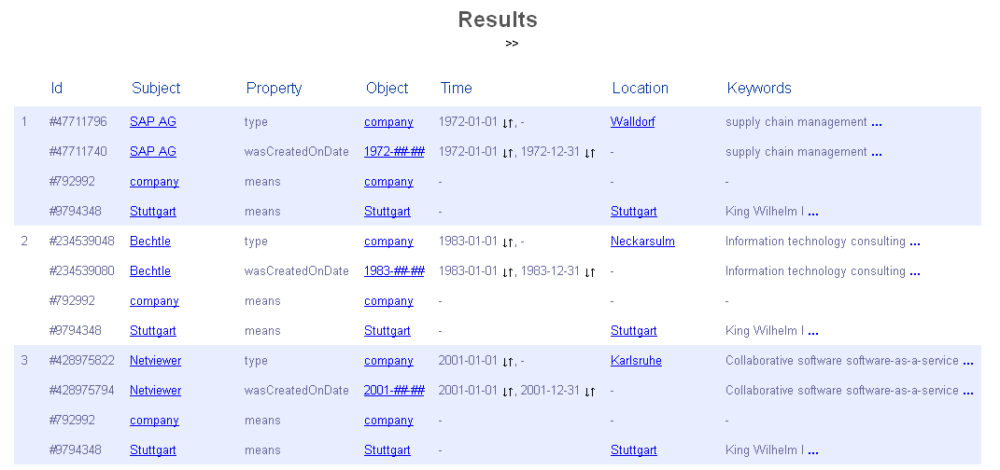 Results
>>
Id Subject Property Object Time Location Keywords
1 #47711796 SAP AG type company 1972-01-01 ↓↑, - Walldorf supply chain management ...
#47711740 SAP AG wasCreatedOnDate 1972-##-## 1972-01-01 ↓↑, 1972-12-31 ↓↑ - supply chain management ...
#792992 company means company - - -
#9794348 Stuttgart means Stuttgart - Stuttgart King Wilhelm I ...
2 #234539048 Bechtle type company 1983-01-01 ↓↑, - Neckarsulm Information technology consulting ...
#234539080 Bechtle wasCreatedOnDate 1983-##-## 1983-01-01 ↓↑, 1983-12-31 ↓↑ - Information technology consulting ...
#792992 company means company - - -
#9794348 Stuttgart means Stuttgart - Stuttgart King Wilhelm I ...
3 #428975822 Netviewer type company 2001-01-01 ↓↑, - Karlsruhe Collaborative software software-as-a-service ...
#428975794 Netviewer wasCreatedOnDate 2001-##-## 2001-01-01 ↓↑, 2001-12-31 ↓↑ - Collaborative software software-as-a-service ...
#792992 company means company - - -
#9794348 Stuttgart means Stuttgart - Stuttgart King Wilhelm I ...